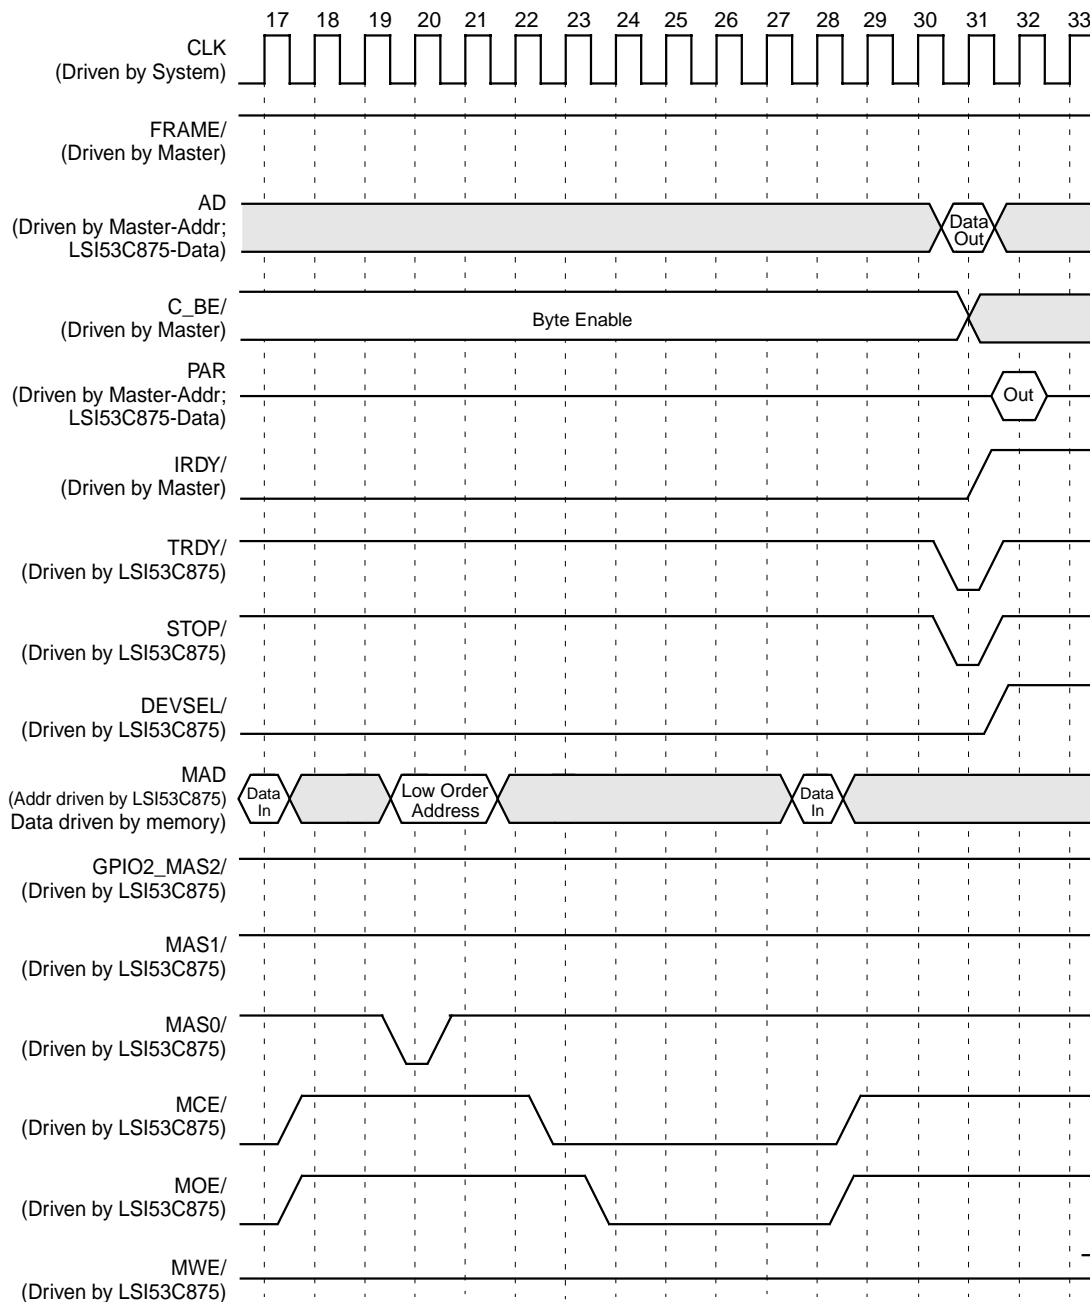 17 18 19 20 21 22 23 24 25 26 27 28 29 30 31 32 33
CLK
(Driven by System)
FRAME/
(Driven by Master)
AD
(Driven by Master-Addr;
LSI53C875-Data)
Data
Out
C_BE/
(Driven by Master)
Byte Enable
PAR
(Driven by Master-Addr;
LSI53C875-Data)
Out
IRDY/
(Driven by Master)
TRDY/
(Driven by LSI53C875)
STOP/
(Driven by LSI53C875)
DEVSEL/
(Driven by LSI53C875)
MAD
(Addr driven by LSI53C875)
Data driven by memory)
Data
In
Low Order
Address
Data
In
GPIO2_MAS2/
(Driven by LSI53C875)
MAS1/
(Driven by LSI53C875)
MAS0/
(Driven by LSI53C875)
MCE/
(Driven by LSI53C875)
MOE/
(Driven by LSI53C875)
MWE/
(Driven by LSI53C875)